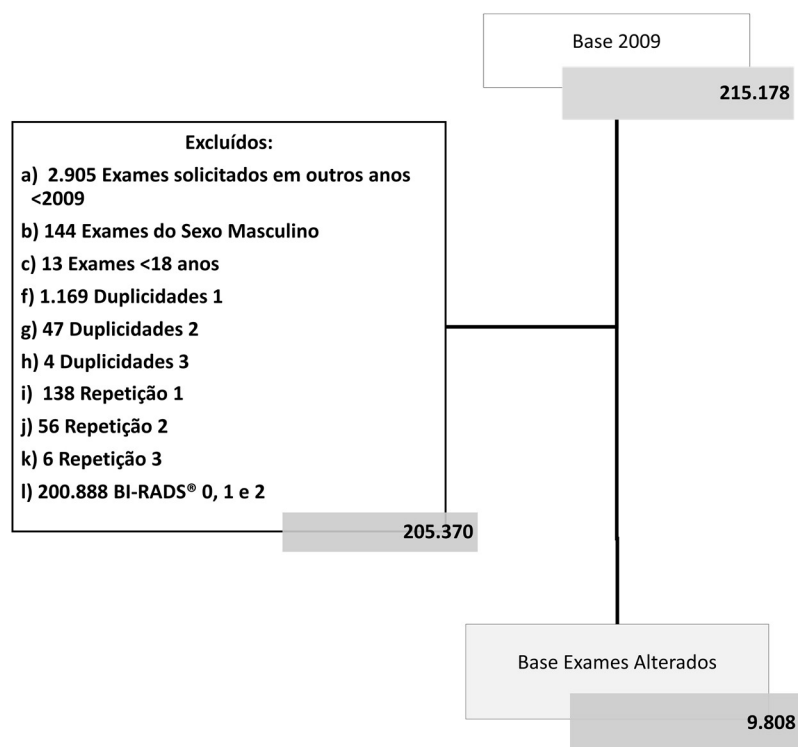 Base 2009
215.178
Excluídos:
a)  2.905 Exames solicitados em outros anos
<2009
b) 144 Exames do Sexo Masculino
c) 13 Exames <18 anos
f) 1.169 Duplicidades 1
g) 47 Duplicidades 2
h) 4 Duplicidades 3
i)  138 Repetição 1
j) 56 Repetição 2
k) 6 Repetição 3
l) 200.888 BI-RADS® 0, 1 e 2
205.370
Base Exames Alterados
9.808